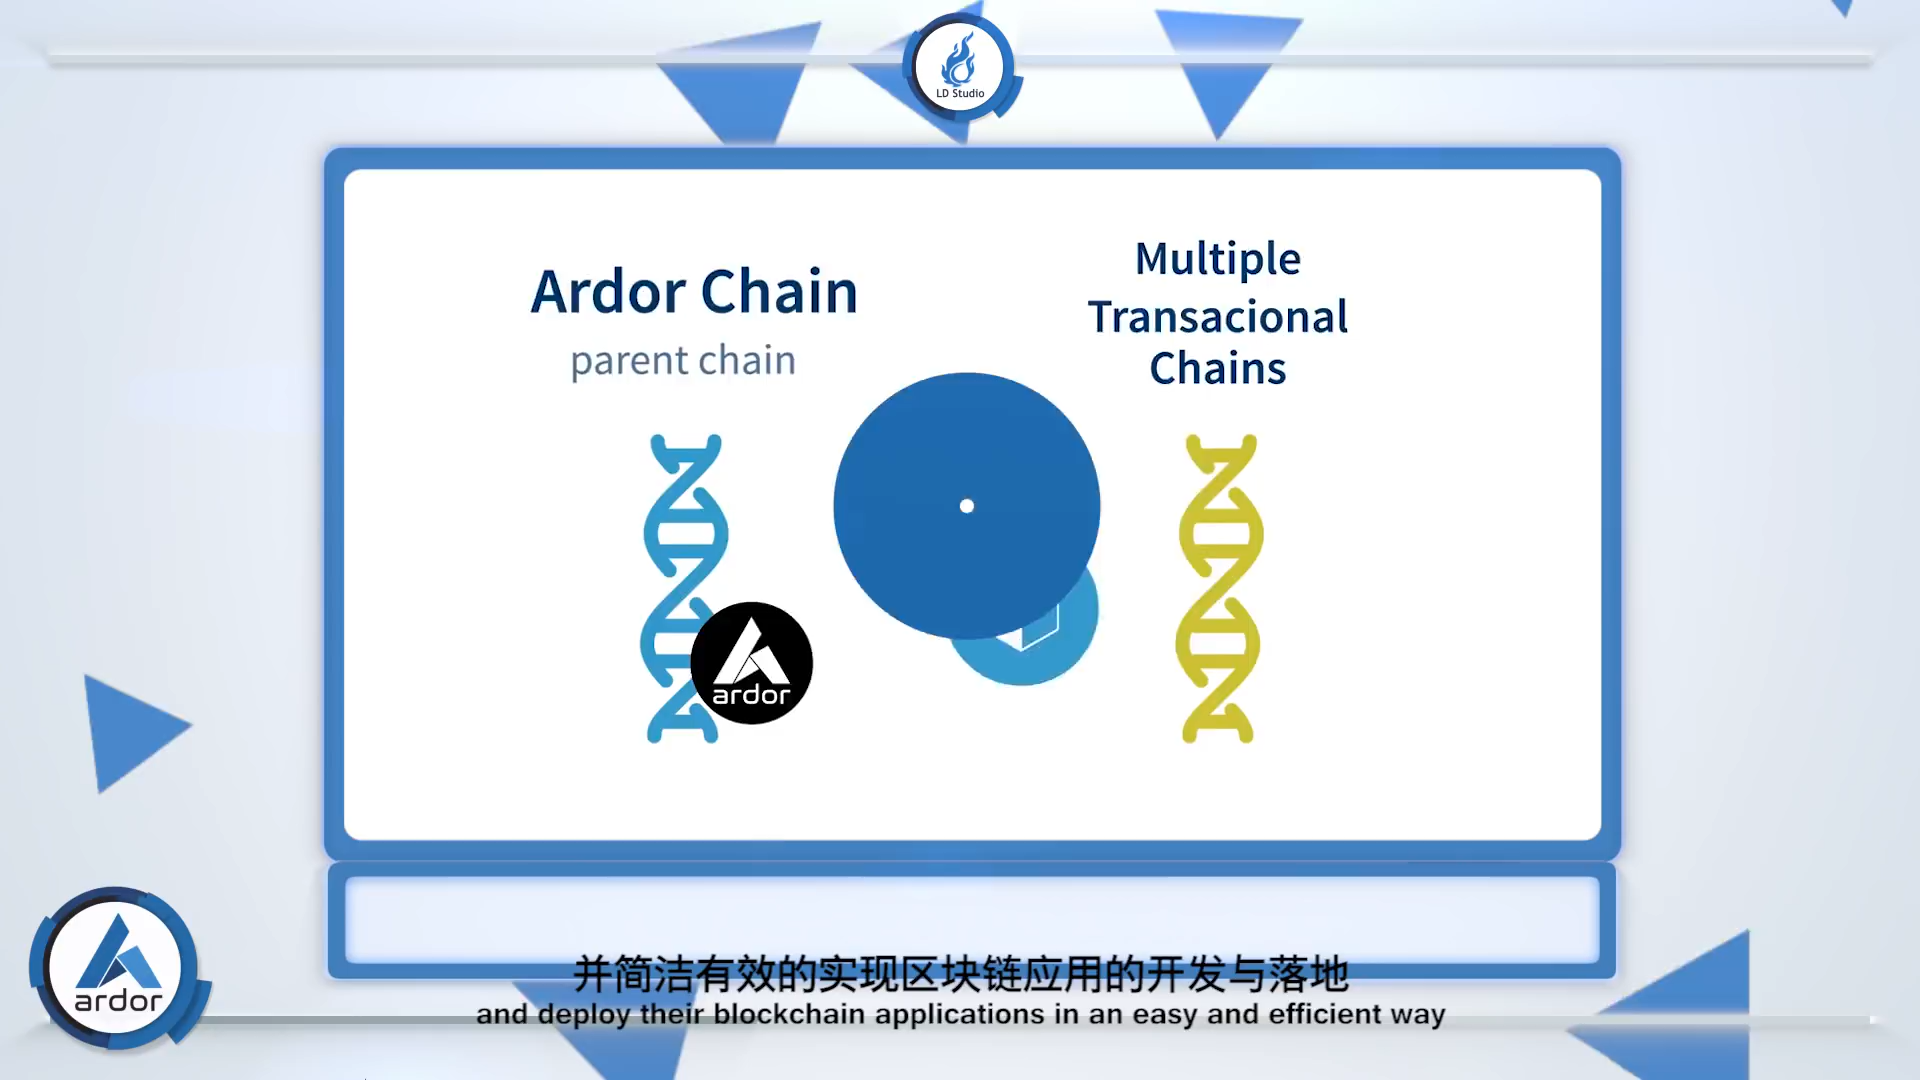 LD Studio
Ardor Chain
parent chain
Multiple
Transacional
Chains
ardor
ardor
并简洁有效的实现区块链应用的开发与落地
and deploy their blockchain applications in an easy and efficient way